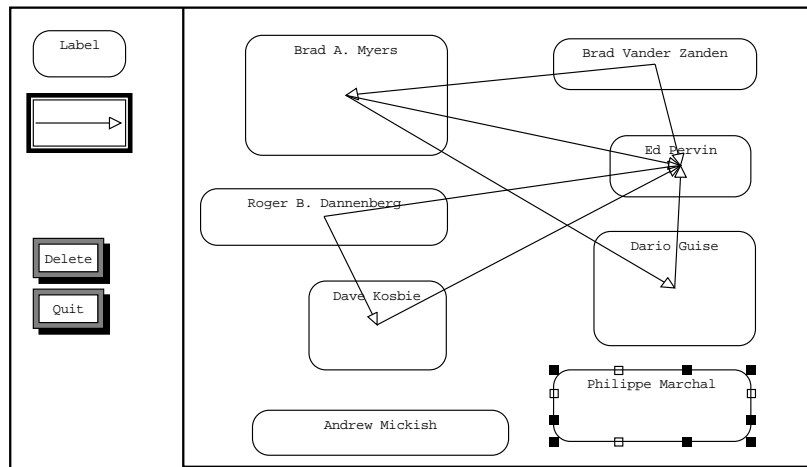 Label
Delete
Quit
Brad A. Myers
Brad Vander Zanden
Ed Pervin
Roger B. Dannenberg
Dario Guise
Dave Kosbie
Philippe Marchal
Andrew Mickish